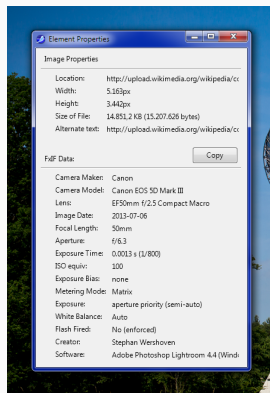 Element Properties
Image Properties
Location: http://upload.wikimedia.org/wikipedia/cc
Width: 5.163px
Height: 3.442px
Size of File: 14.851,2 KB (15.207.626 bytes)
Alternate text: http://upload.wikimedia.org/wikipedia/cc
FxIF Data:
Copy
Camera Maker: Canon
Camera Model: Canon EOS 5D Mark III
Lens: EF50mm f/2.5 Compact Macro
Image Date: 2013-07-06
Focal Length: 50mm
Aperture: f/6.3
Exposure Time: 0.0013 s (1/800)
ISO equiv: 100
Exposure Bias: none
Metering Mode: Matrix
Exposure: aperture priority (semi-auto)
White Balance: Auto
Flash Fired: No (enforced)
Creator: Stephan Wershoven
Software: Adobe Photoshop Lightroom 4.4 (Windo